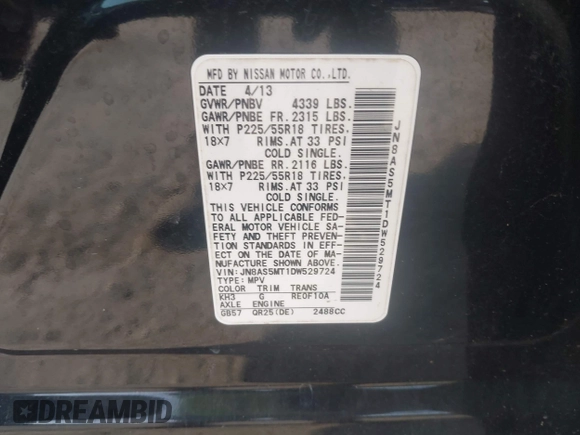 MFD BY NISSAN MOTOR CO.,LTD.
DATE 4/13
GVWR/PNBV 4339 LBS.
GAWR/PNBE FR. 2315 LBS.
WITH P225/55R18 TIRES.
18×7 RIMS.AT 33 PSI
COLD SINGLE.
GAWR/PNBE RR. 2116 LBS.
WITH P225/55R18 TIRES.
18×7 RIMS.AT 33 PSI
COLD SINGLE.
THIS VEHICLE CONFORMS
TO ALL APPLICABLE FED-
ERAL MOTOR VEHICLE SAF-
ETY AND THEFT PREVENT-
ION STANDARDS IN EFF-
ECT ON THE DATE OF MA-
NUFACTURE SHOWN ABOVE.
VIN: JN8AS5MT1DW529724
TYPE: MPV
COLOR TRIM TRANS
KH3 G RE0F10A
AXLE ENGINE
GB57 QR25(DE) 2488CC
JN8AS5MT1DW529724
DREAMBID